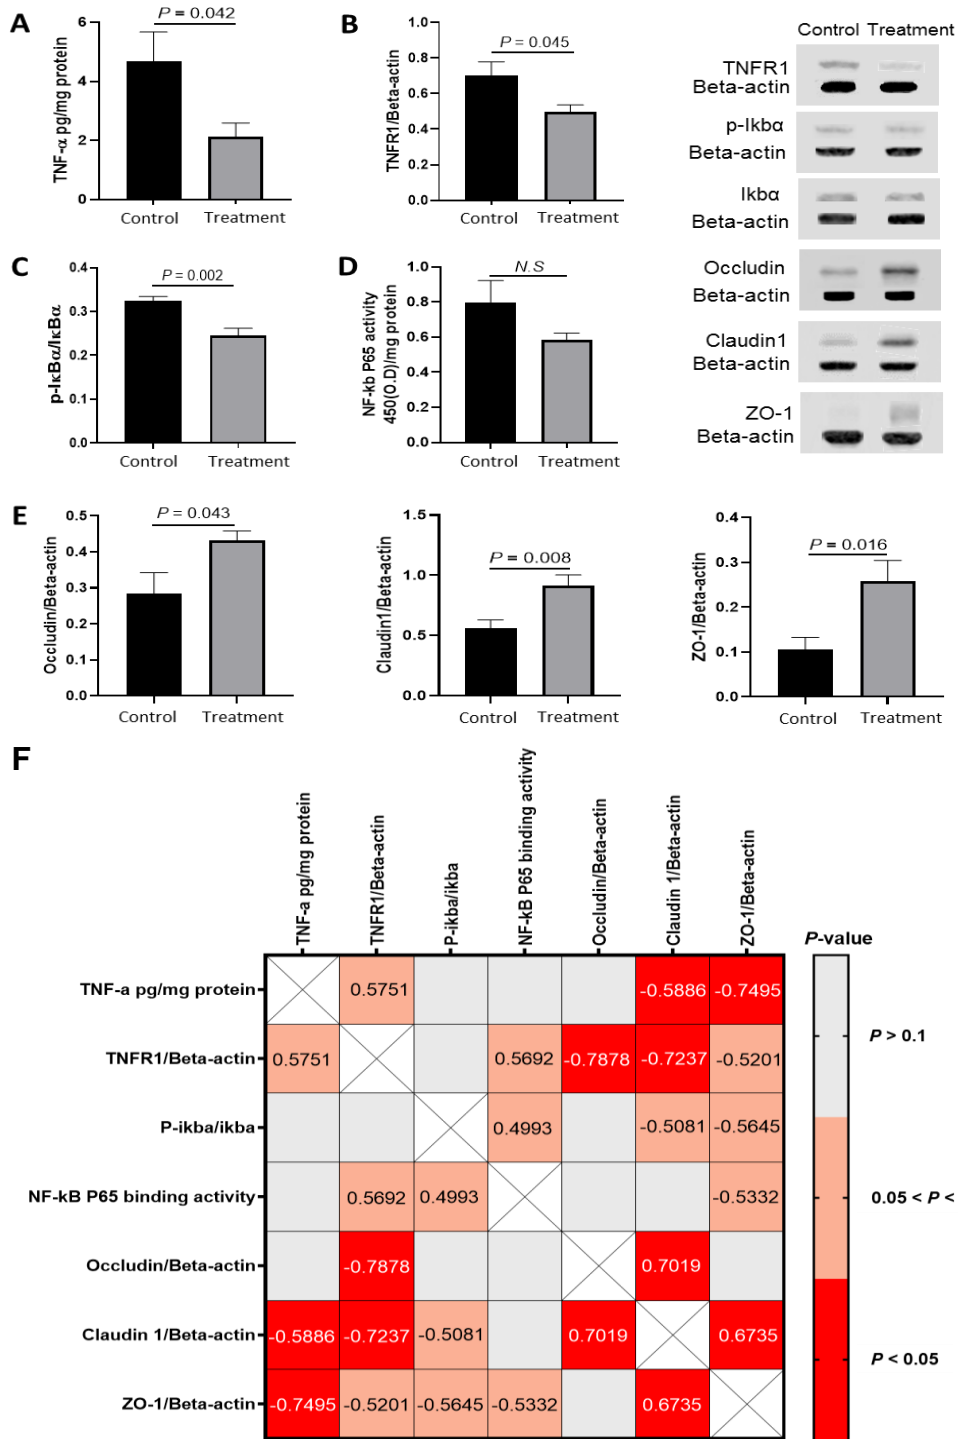 A
TNF-α pg/mg protein
6
4
2
0
P = 0.042
Control Treatment
B
TNFR1/Beta-actin
1.0
0.8
0.6
0.4
0.2
0.0
P = 0.045
Control Treatment
Control Treatment
TNFR1
Beta-actin
p-Ikbα
Beta-actin
Ikbα
Beta-actin
Occludin
Beta-actin
Claudin1
Beta-actin
ZO-1
Beta-actin
C
p-IκBα/IκBα
0.4
0.3
0.2
0.1
0.0
P = 0.002
Control Treatment
D
NF-kb P65 activity
450(O.D)/mg protein
1.0
0.8
0.6
0.4
0.2
0.0
N.S
Control Treatment
E
Occludin/Beta-actin
0.5
0.4
0.3
0.2
0.1
0.0
P = 0.043
Control Treatment
Claudin1/Beta-actin
1.5
1.0
0.5
0.0
P = 0.008
Control Treatment
ZO-1/Beta-actin
0.4
0.3
0.2
0.1
0.0
P = 0.016
Control Treatment
F
TNF-a pg/mg protein
TNFR1/Beta-actin
P-ikba/ikba
NF-kB P65 binding activity
Occludin/Beta-actin
Claudin 1/Beta-actin
ZO-1/Beta-actin
TNF-a pg/mg protein 0.5751 -0.5886 -0.7495
TNFR1/Beta-actin 0.5751 0.5692 -0.7878 -0.7237 -0.5201
P-ikba/ikba 0.4993 -0.5081 -0.5645
NF-kB P65 binding activity 0.5692 0.4993 -0.5332
Occludin/Beta-actin -0.7878 0.7019
Claudin 1/Beta-actin -0.5886 -0.7237 -0.5081 0.7019 0.6735
ZO-1/Beta-actin -0.7495 -0.5201 -0.5645 -0.5332 0.6735
P-value
P > 0.1
0.05 < P <
P < 0.05